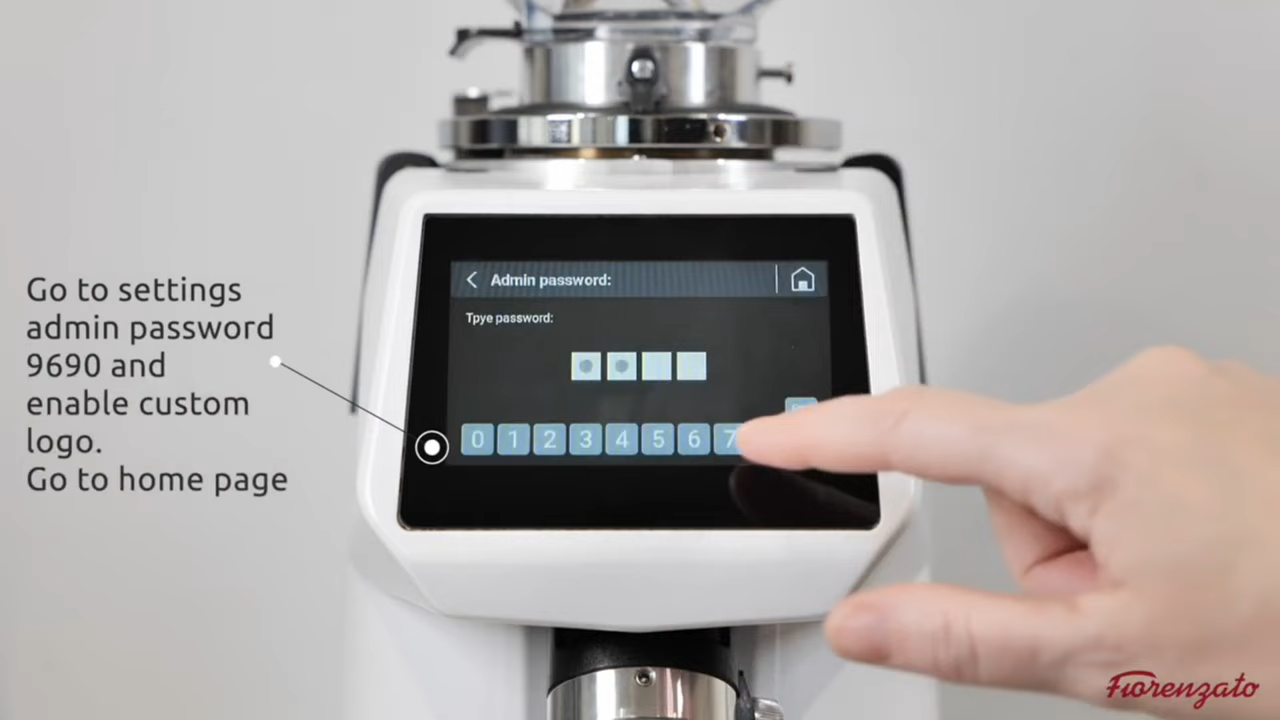 Go to settings
admin password
9690 and
enable custom
logo.
Go to home page
Admin password:
Tpye password:
0 1 2 3 4 5 6 7
Fiorenzato